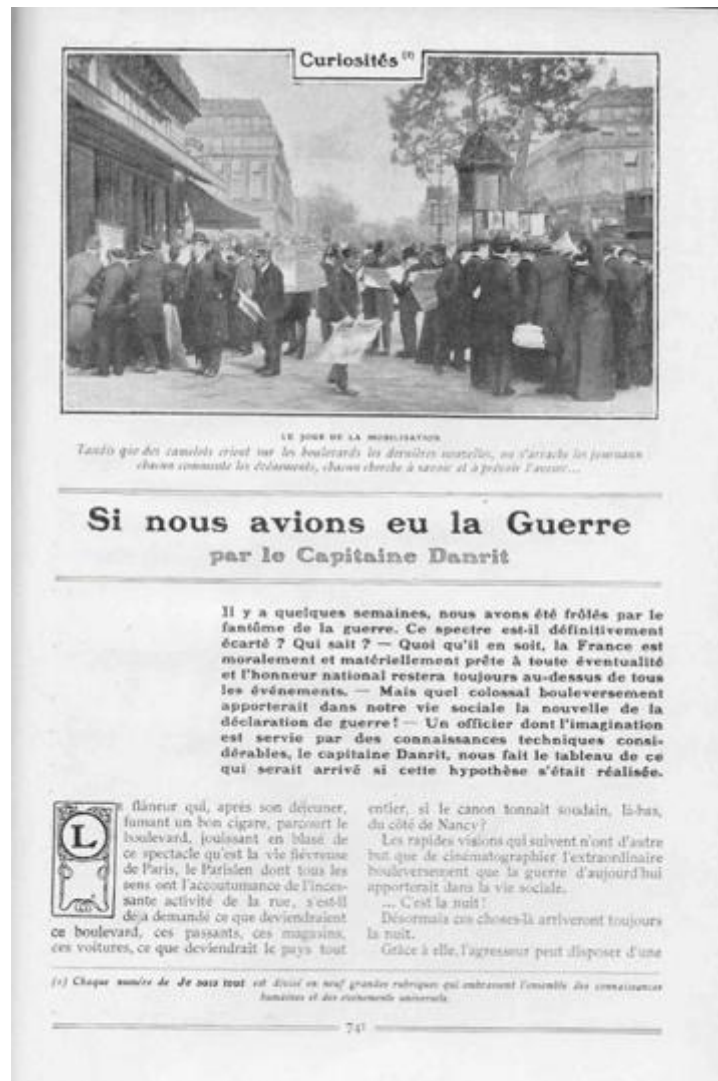 Curiosités (1)
LE JOUR DE LA MOBILISATION
Tandis que des camelots crient sur les boulevards les dernières nouvelles, on s'arrache les journaux
chacun commente les événements, chacun cherche à savoir et à prévoir l'avenir...
Si nous avions eu la Guerre
par le Capitaine Danrit
Il y a quelques semaines, nous avons été frôlés par le
fantôme de la guerre. Ce spectre est-il définitivement
écarté ? Qui sait ? — Quoi qu'il en soit, la France est
moralement et matériellement prête à toute éventualité
et l'honneur national restera toujours au-dessus de tous
les événements. — Mais quel colossal bouleversement
apporterait dans notre vie sociale la nouvelle de la
déclaration de guerre! — Un officier dont l'imagination
est servie par des connaissances techniques consi-
dérables, le capitaine Danrit, nous fait le tableau de ce
qui serait arrivé si cette hypothèse s'était réalisée.
Le flâneur qui, après son déjeuner,
fumant un bon cigare, parcourt le
boulevard, jouissant en blasé de
ce spectacle qu'est la vie fiévreuse
de Paris, le Parisien dont tous les
sens ont l'accoutumance de l'inces-
sante activité de la rue, s'est-il
déjà demandé ce que deviendraient
ce boulevard, ces passants, ces magasins,
ces voitures, ce que deviendrait le pays tout
entier, si le canon tonnait soudain, là-bas,
du côté de Nancy?
Les rapides visions qui suivent n'ont d'autre
but que de cinématographier l'extraordinaire
bouleversement que la guerre d'aujourd'hui
apporterait dans la vie sociale.
... C'est la nuit!
Désormais ces choses-là arriveront toujours
la nuit.
Grâce à elle, l'agresseur peut disposer d'une
(1) Chaque numéro de Je sais tout est divisé en neuf grandes rubriques qui embrassent l'ensemble des connaissances
humaines et des événements universels.
741